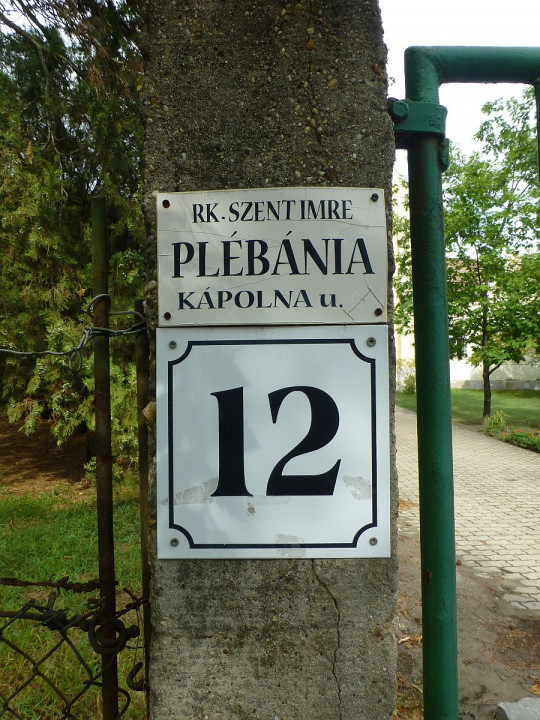 RK. SZENT IMRE
PLÉBÁNIA
KÁPOLNA u.
12